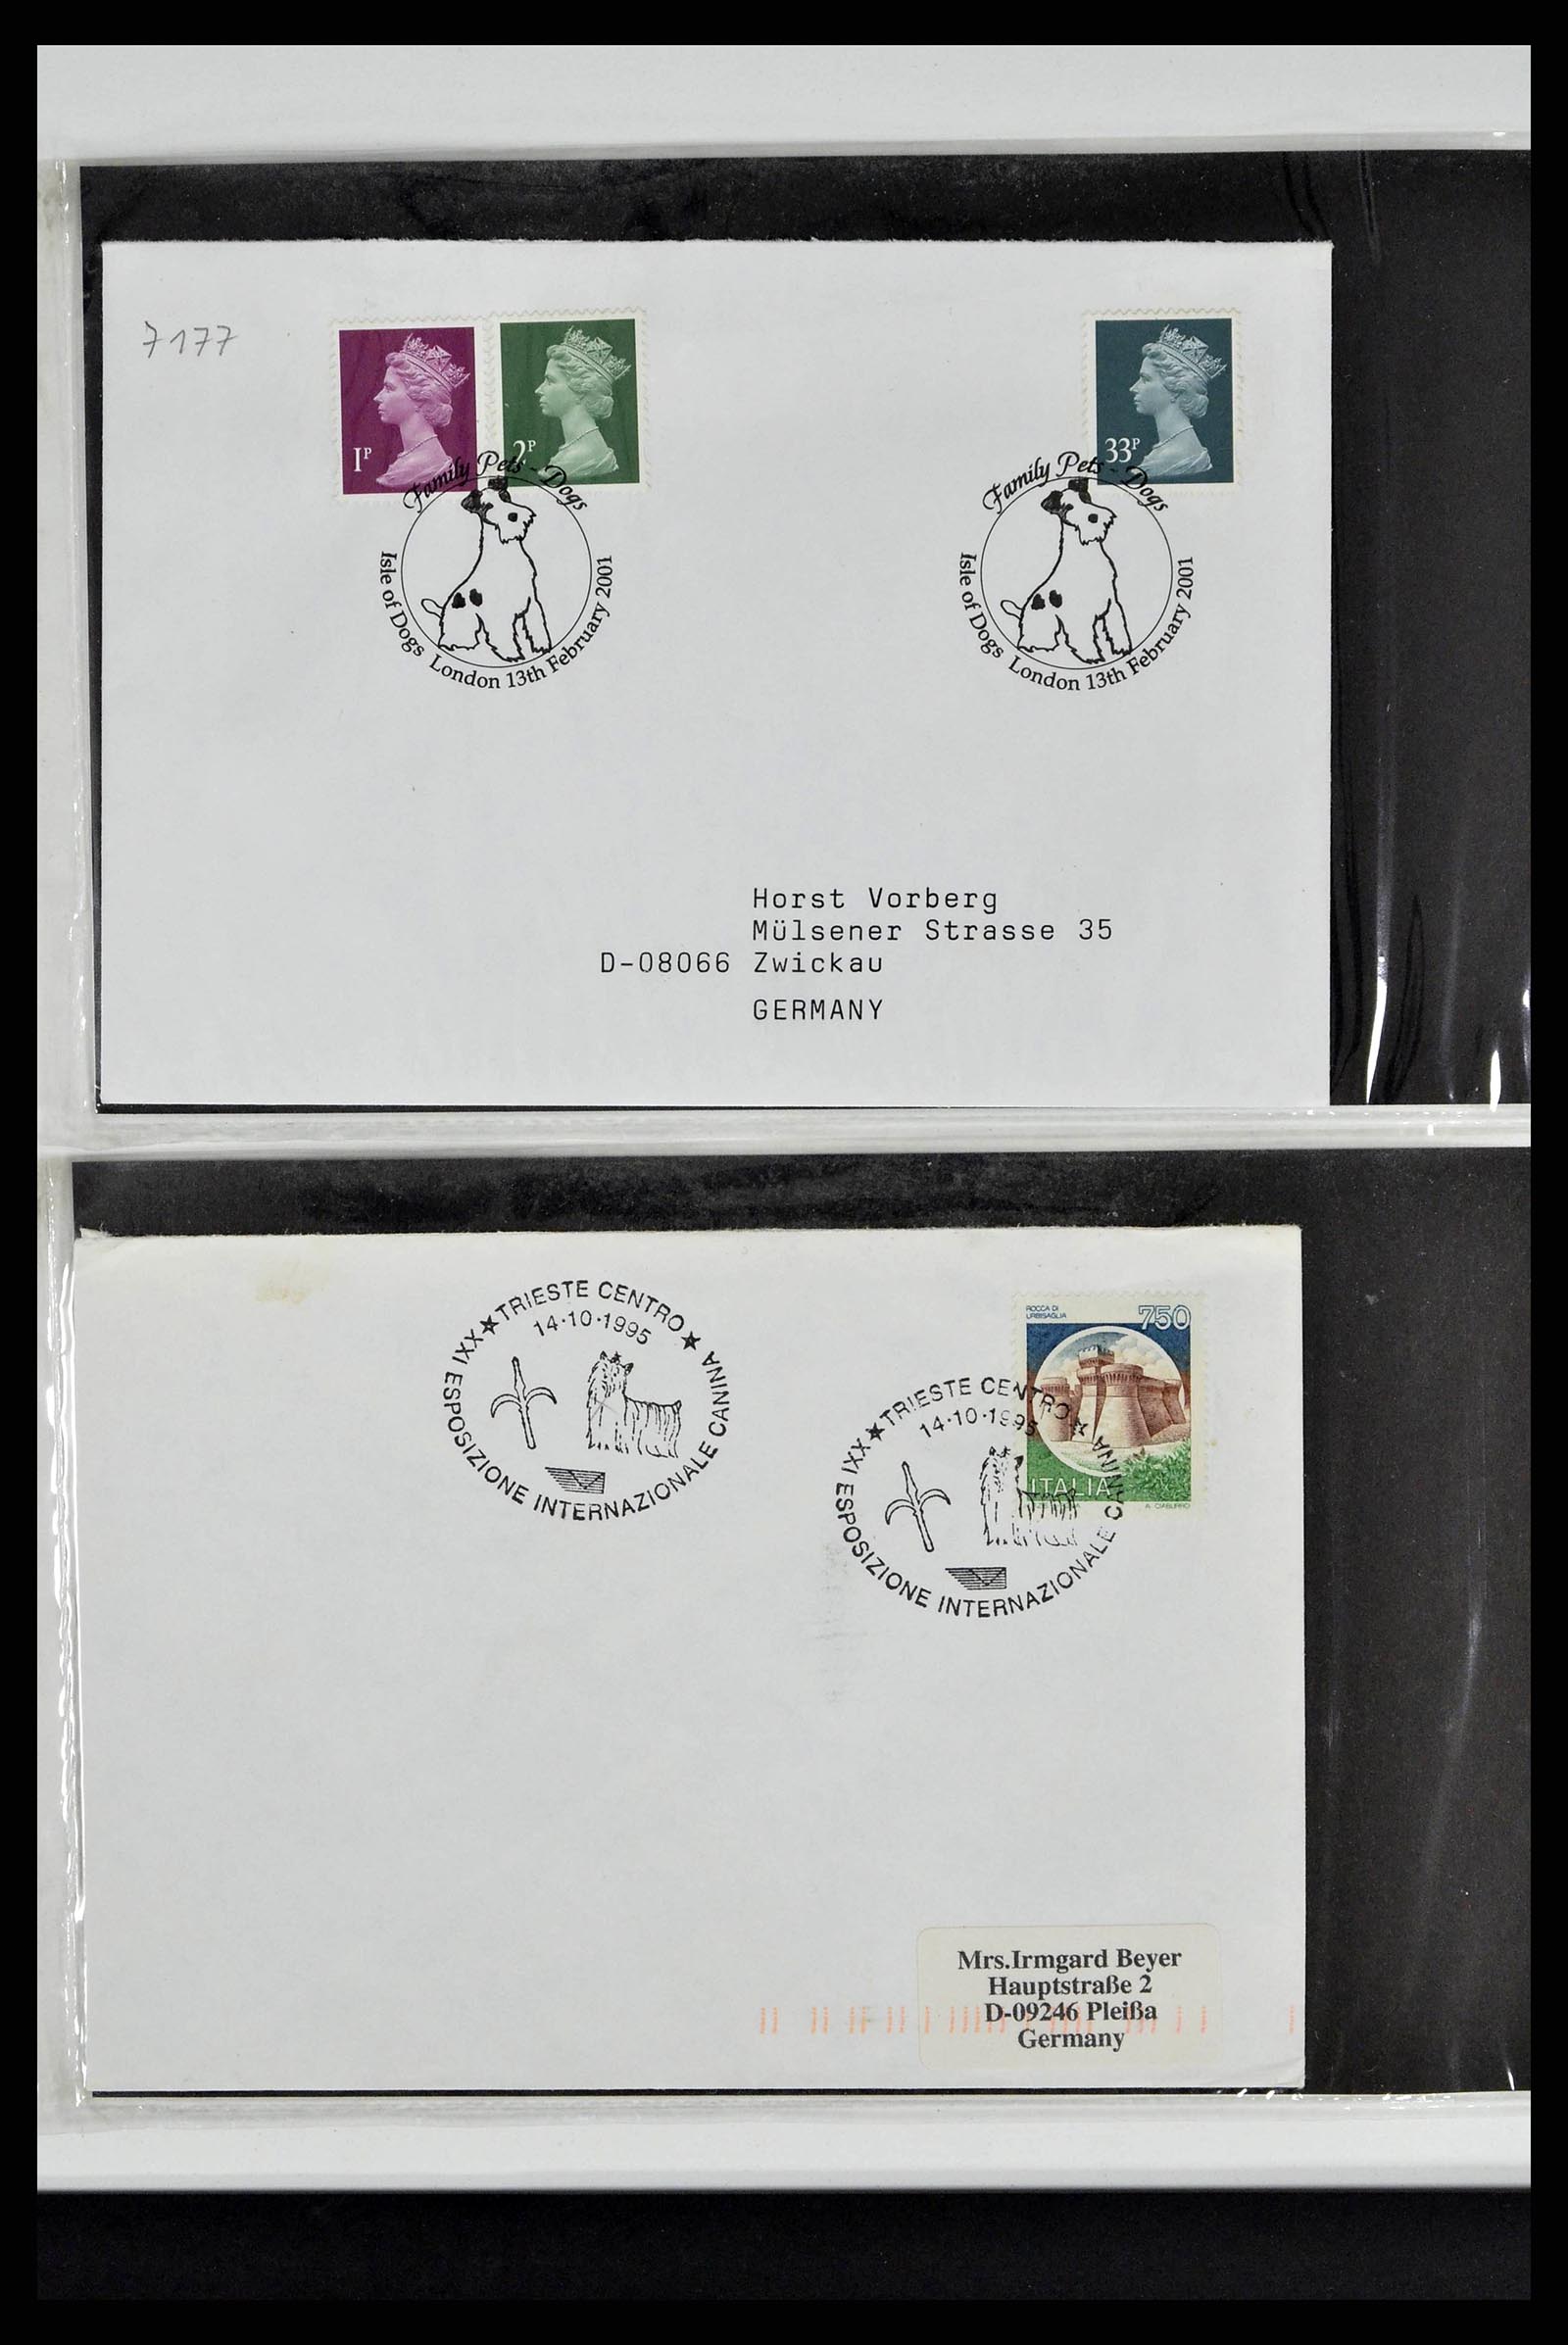 7177
1P
2P
33P
Family Pets - Dogs
Isle of Dogs London 13th February 2001
Family Pets - Dogs
Isle of Dogs London 13th February 2001
Horst Vorberg
Mülsener Strasse 35
D-08066 Zwickau
GERMANY
TRIESTE CENTRO
14·10·1995
XXI ESPOSIZIONE INTERNAZIONALE CANINA
ROCCA DI
URBISAGLIA
750
ITALIA
A. CIABURRO
TRIESTE CENTRO
14·10·1995
XXI ESPOSIZIONE INTERNAZIONALE CANINA
Mrs.Irmgard Beyer
Hauptstraße 2
D-09246 Pleißa
Germany